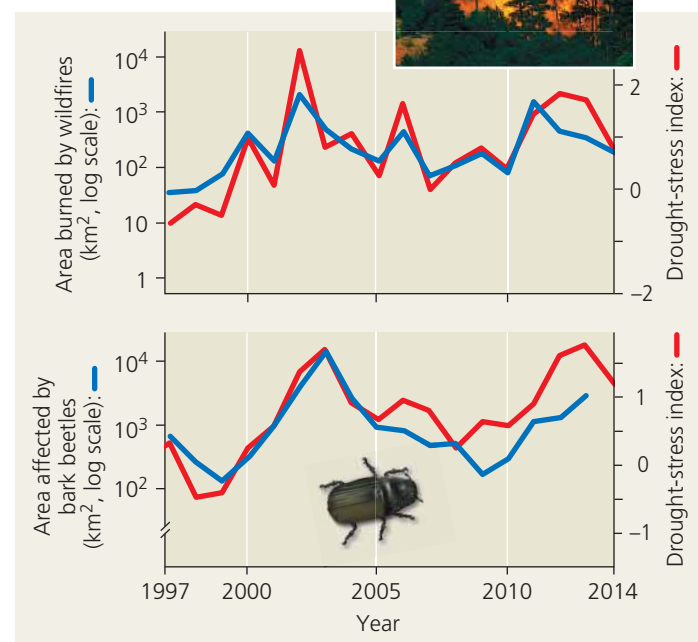 Area burned by wildfires
(km², log scale):
10⁴
10³
10²
10
1
2
0
–2
Drought-stress index:
Area affected by
bark beetles
(km², log scale):
10⁴
10³
10²
1
0
–1
Drought-stress index:
1997
2000
2005
2010
2014
Year